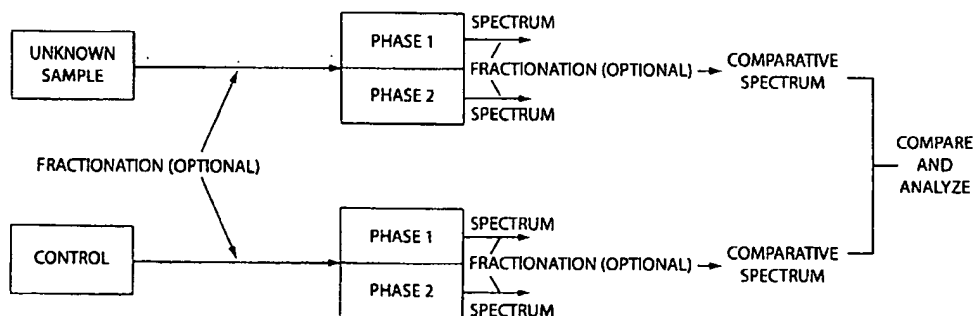 SPECTRUM
UNKNOWN
SAMPLE
PHASE 1
FRACTIONATION (OPTIONAL)
COMPARATIVE
SPECTRUM
PHASE 2
SPECTRUM
FRACTIONATION (OPTIONAL)
COMPARE
AND
ANALYZE
SPECTRUM
CONTROL
PHASE 1
FRACTIONATION (OPTIONAL)
COMPARATIVE
SPECTRUM
PHASE 2
SPECTRUM